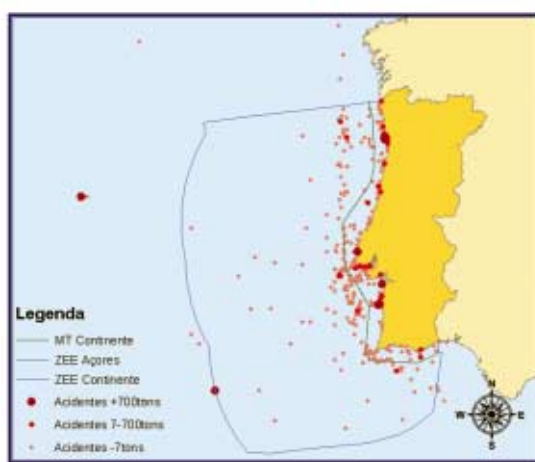 Legenda
MT Continente
ZEE Açores
ZEE Continente
Acidentes +700tons
Acidentes 7-700tons
Acidentes -7tons
N
W E
S